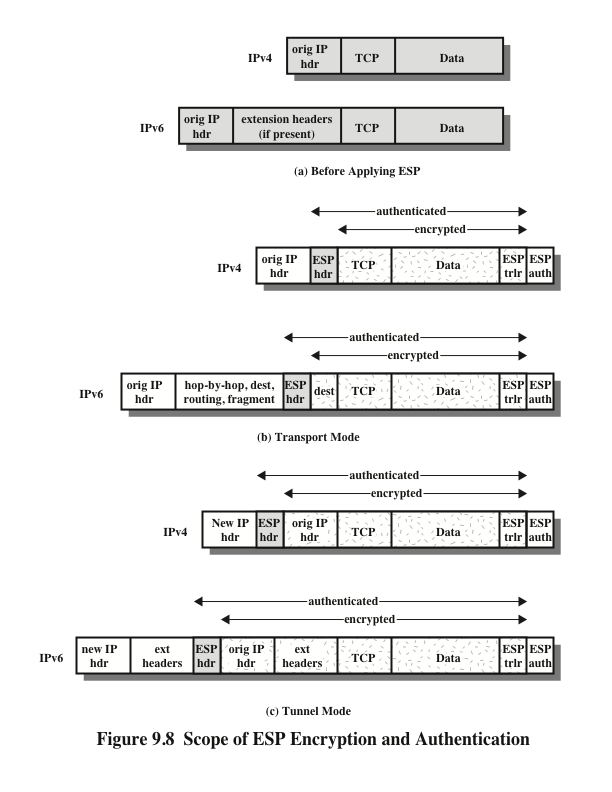 IPv4
orig IP
hdr
TCP
Data
IPv6
orig IP
hdr
extension headers
(if present)
TCP
Data
(a) Before Applying ESP
authenticated
encrypted
IPv4
orig IP
hdr
ESP
hdr
TCP
Data
ESP
trlr
ESP
auth
authenticated
encrypted
IPv6
orig IP
hdr
hop-by-hop, dest,
routing, fragment
ESP
hdr
dest
TCP
Data
ESP
trlr
ESP
auth
(b) Transport Mode
authenticated
encrypted
IPv4
New IP
hdr
ESP
hdr
orig IP
hdr
TCP
Data
ESP
trlr
ESP
auth
authenticated
encrypted
IPv6
new IP
hdr
ext
headers
ESP
hdr
orig IP
hdr
ext
headers
TCP
Data
ESP
trlr
ESP
auth
(c) Tunnel Mode
Figure 9.8 Scope of ESP Encryption and Authentication